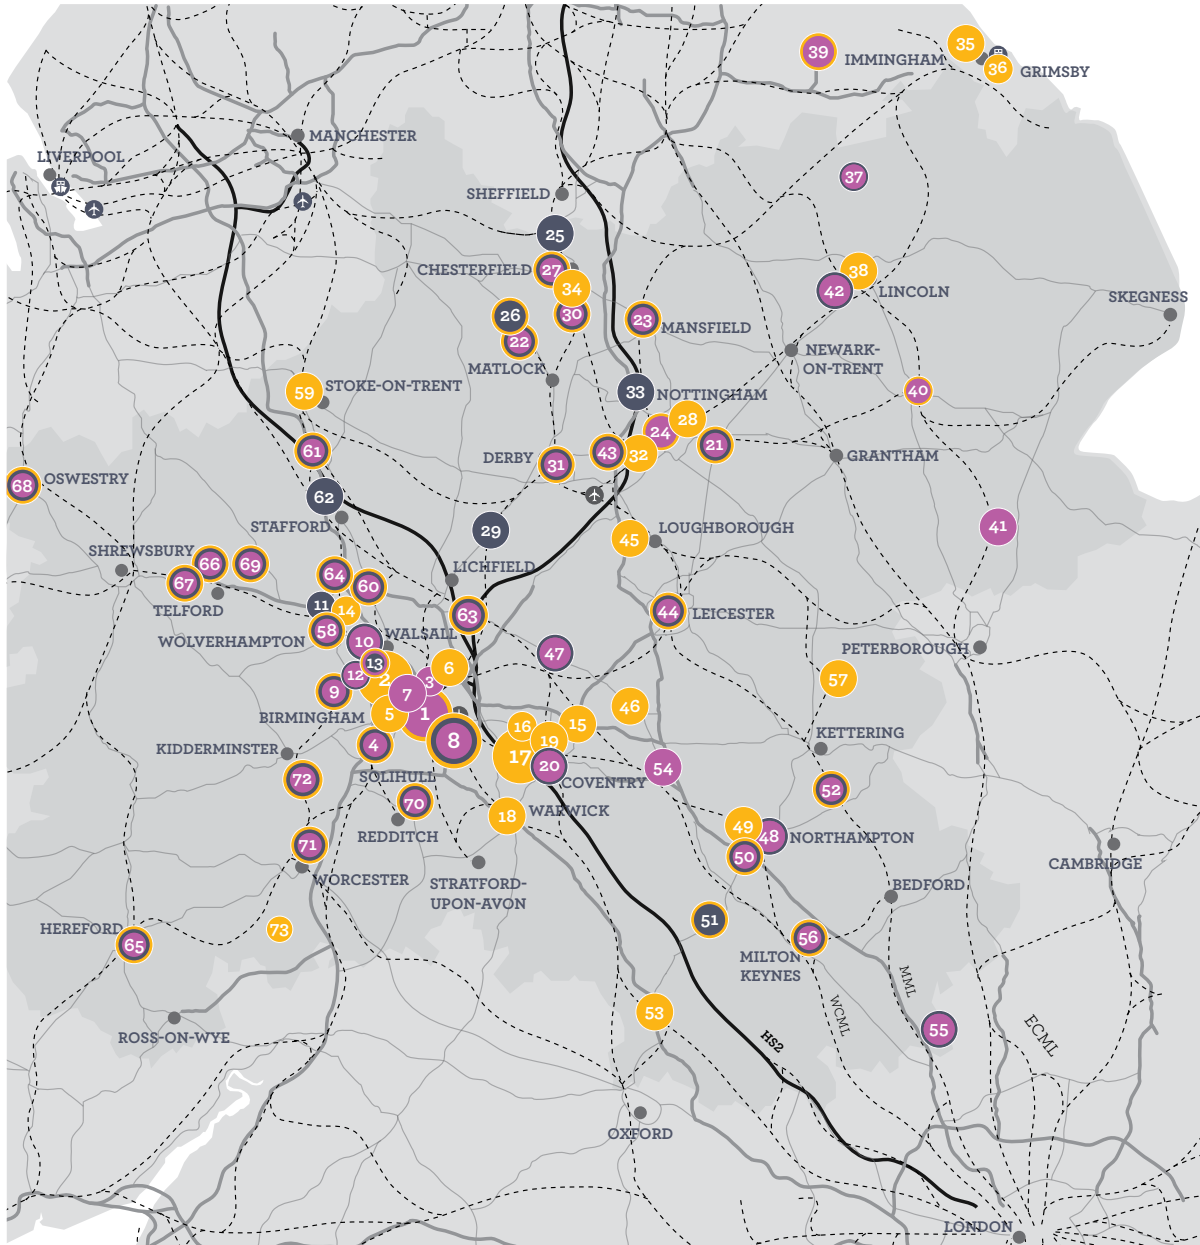 35
39
IMMINGHAM
36
GRIMSBY
MANCHESTER
LIVERPOOL
37
SHEFFIELD
25
CHESTERFIELD
27
38
34
42
LINCOLN
SKEGNESS
26
30
23
MANSFIELD
22
MATLOCK
NEWARK-
ON-TRENT
59
STOKE-ON-TRENT
33
NOTTINGHAM
40
28
24
61
43
32
21
DERBY
31
GRANTHAM
68
OSWESTRY
62
STAFFORD
29
41
LOUGHBOROUGH
45
SHREWSBURY
66
69
LICHFIELD
67
64
60
TELFORD
11
14
63
44
LEICESTER
58
WOLVERHAMPTON
10
WALSALL
47
PETERBOROUGH
13
12
2
3
6
57
9
7
5
1
BIRMINGHAM
46
16
15
4
8
19
KETTERING
KIDDERMINSTER
17
20
54
SOLIHULL
COVENTRY
72
52
70
18
WARWICK
REDDITCH
49
48
NORTHAMPTON
71
50
WORCESTER
CAMBRIDGE
STRATFORD-
UPON-AVON
BEDFORD
51
HEREFORD
73
65
56
MILTON
KEYNES
MML
WCML
53
55
ECML
ROSS-ON-WYE
HS2
OXFORD
LONDON